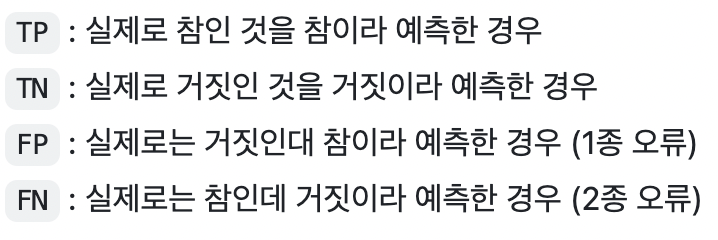 TP : 실제로 참인 것을 참이라 예측한 경우
TN : 실제로 거짓인 것을 거짓이라 예측한 경우
FP : 실제로는 거짓인대 참이라 예측한 경우 (1종 오류)
FN : 실제로는 참인데 거짓이라 예측한 경우 (2종 오류)